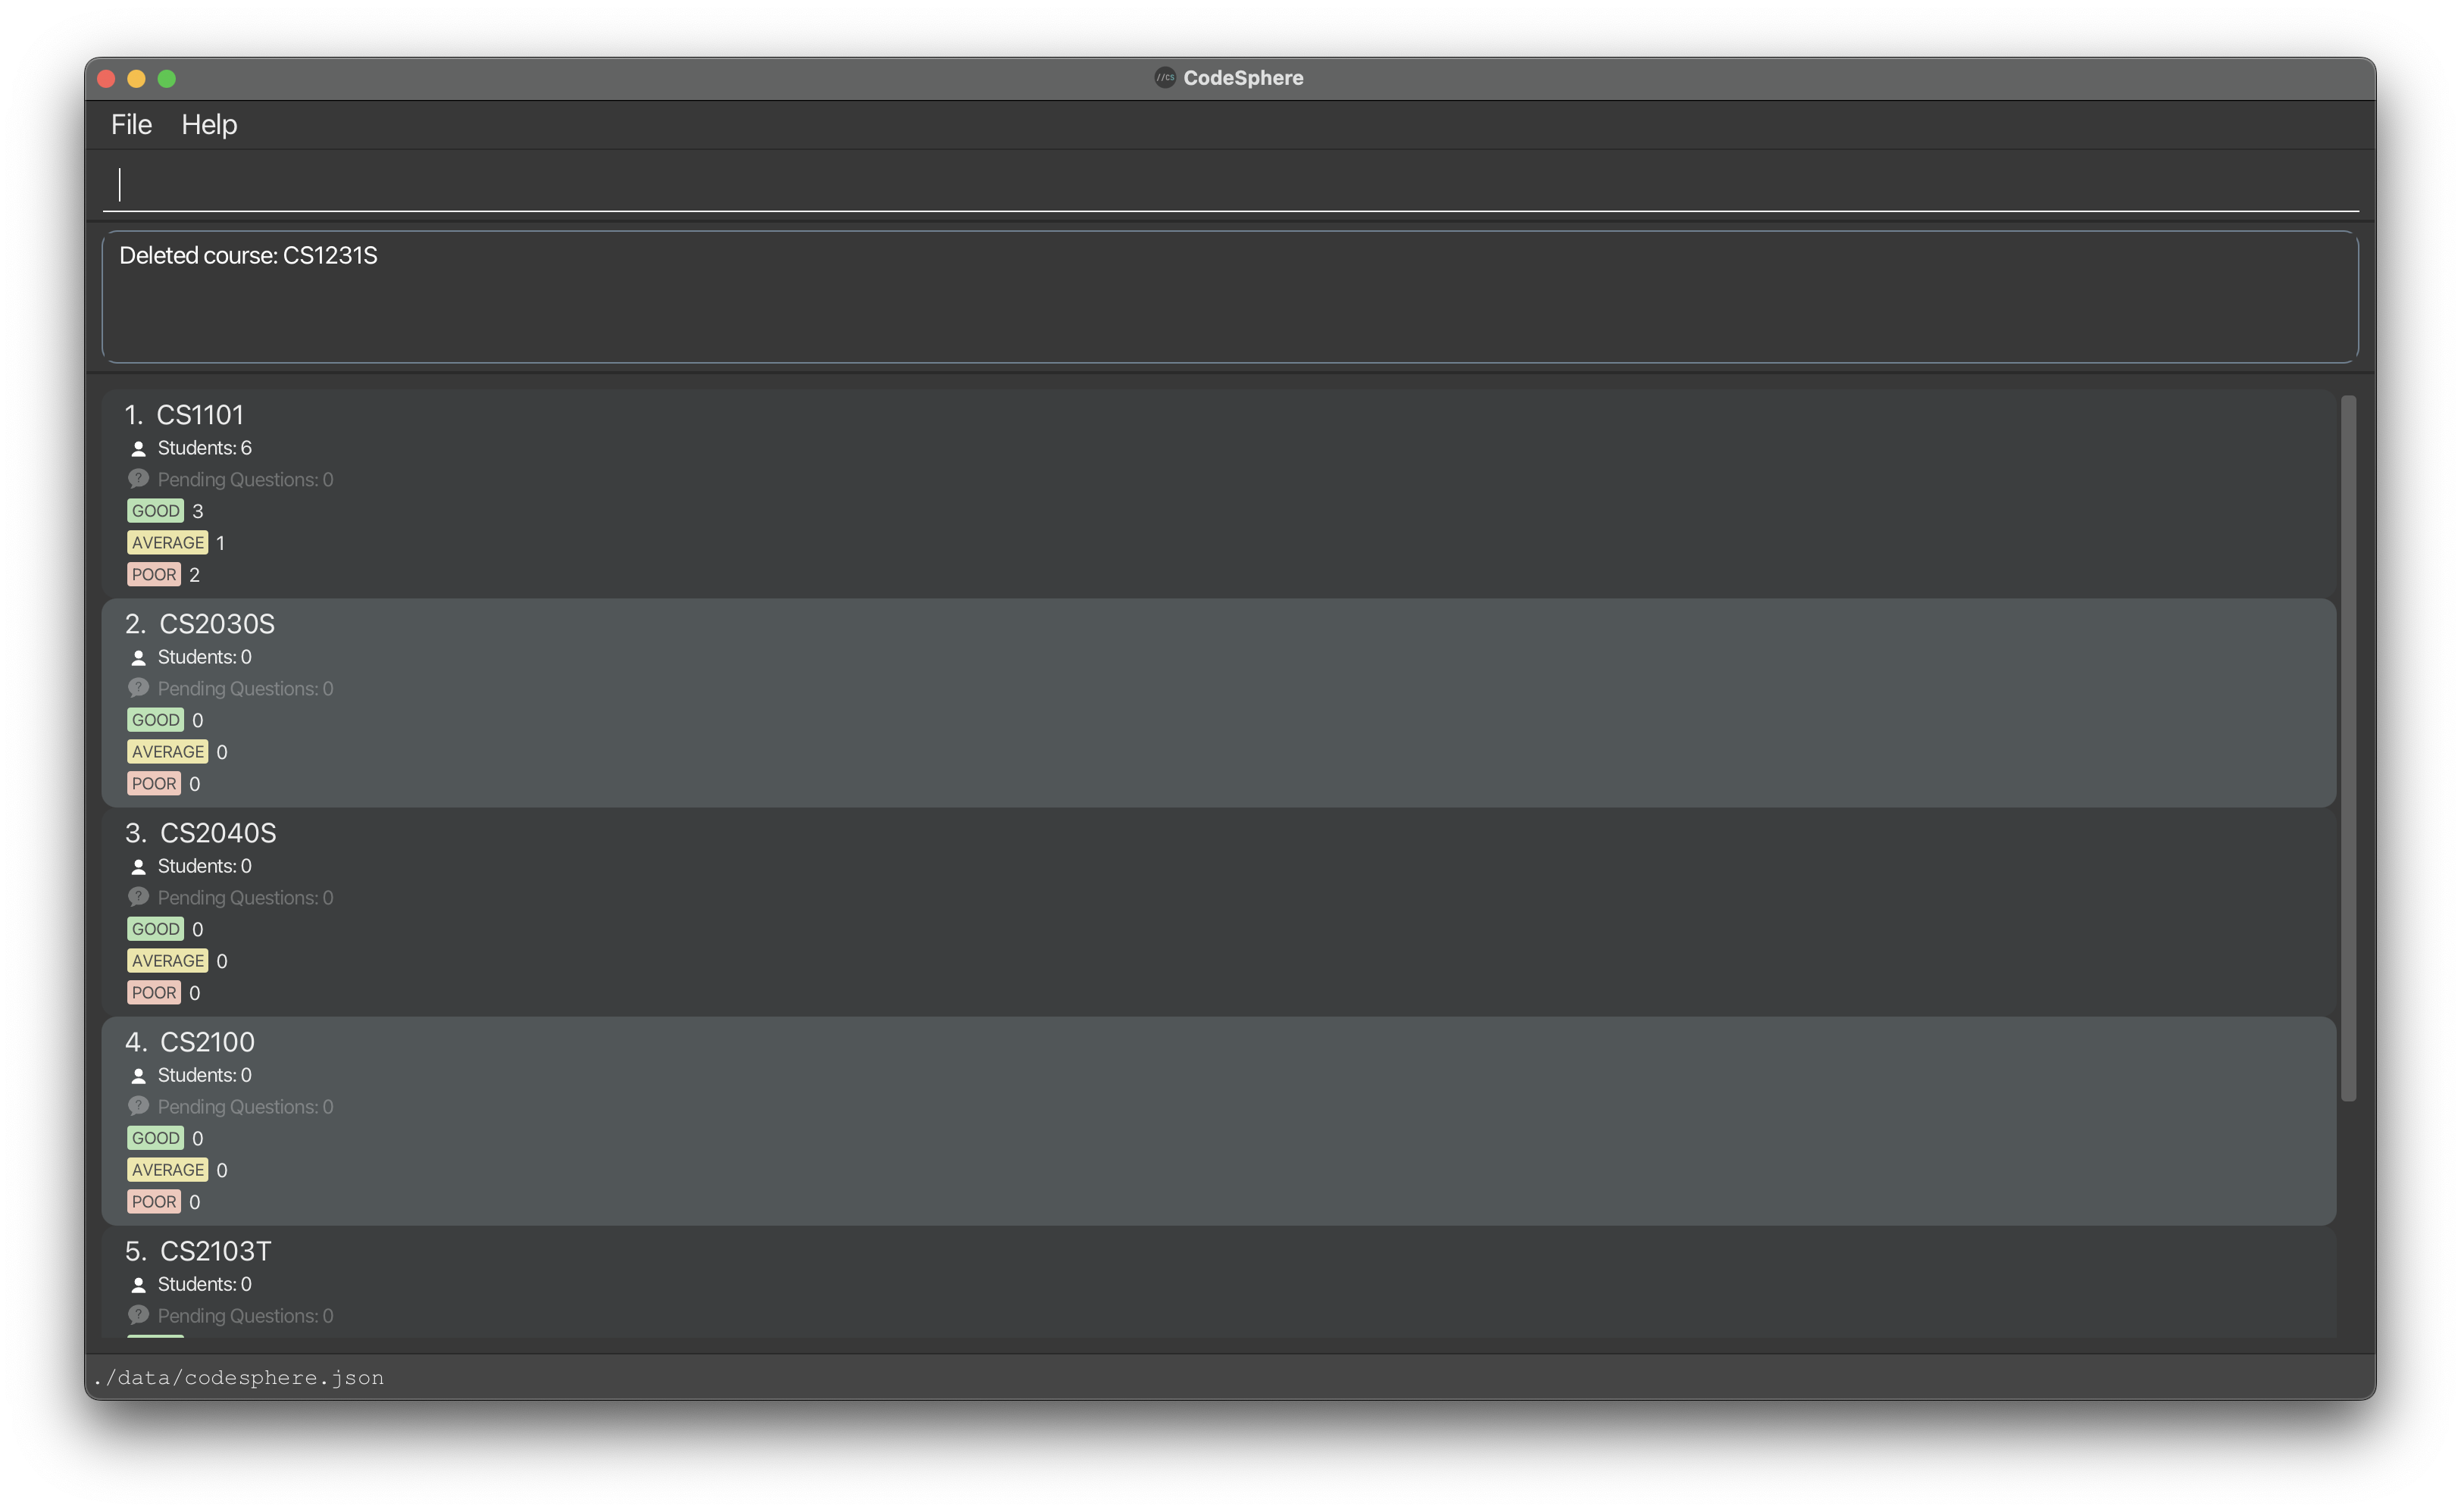 //CS CodeSphere
File Help
Deleted course: CS1231S
1. CS1101
Students: 6
Pending Questions: 0
GOOD 3
AVERAGE 1
POOR 2
2. CS2030S
Students: 0
Pending Questions: 0
GOOD 0
AVERAGE 0
POOR 0
3. CS2040S
Students: 0
Pending Questions: 0
GOOD 0
AVERAGE 0
POOR 0
4. CS2100
Students: 0
Pending Questions: 0
GOOD 0
AVERAGE 0
POOR 0
5. CS2103T
Students: 0
Pending Questions: 0
./data/codesphere.json